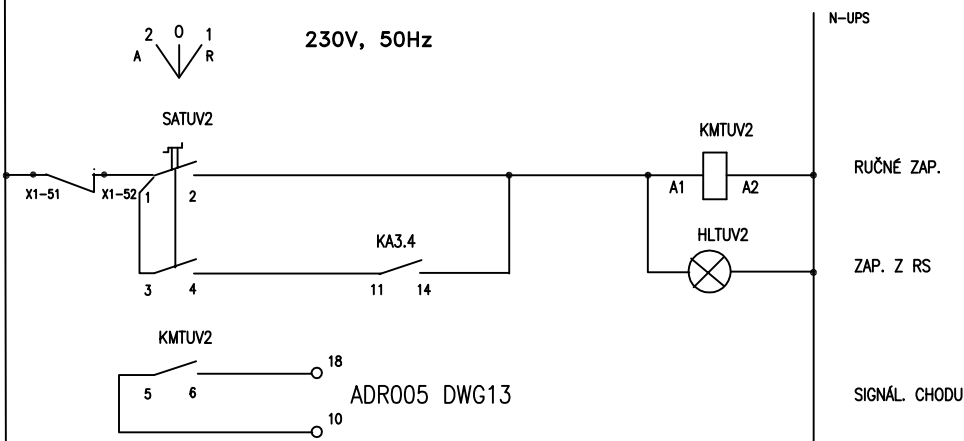 N-UPS
2 0 1
A R
230V, 50Hz
SATUV2
KMTUV2
X1-51 X1-52 1 2
A1 A2
RUČNÉ ZAP.
HLTUV2
KA3.4
ZAP. Z RS
3 4 11 14
KMTUV2
18
5 6
ADR005 DWG13
SIGNÁL. CHODU
10